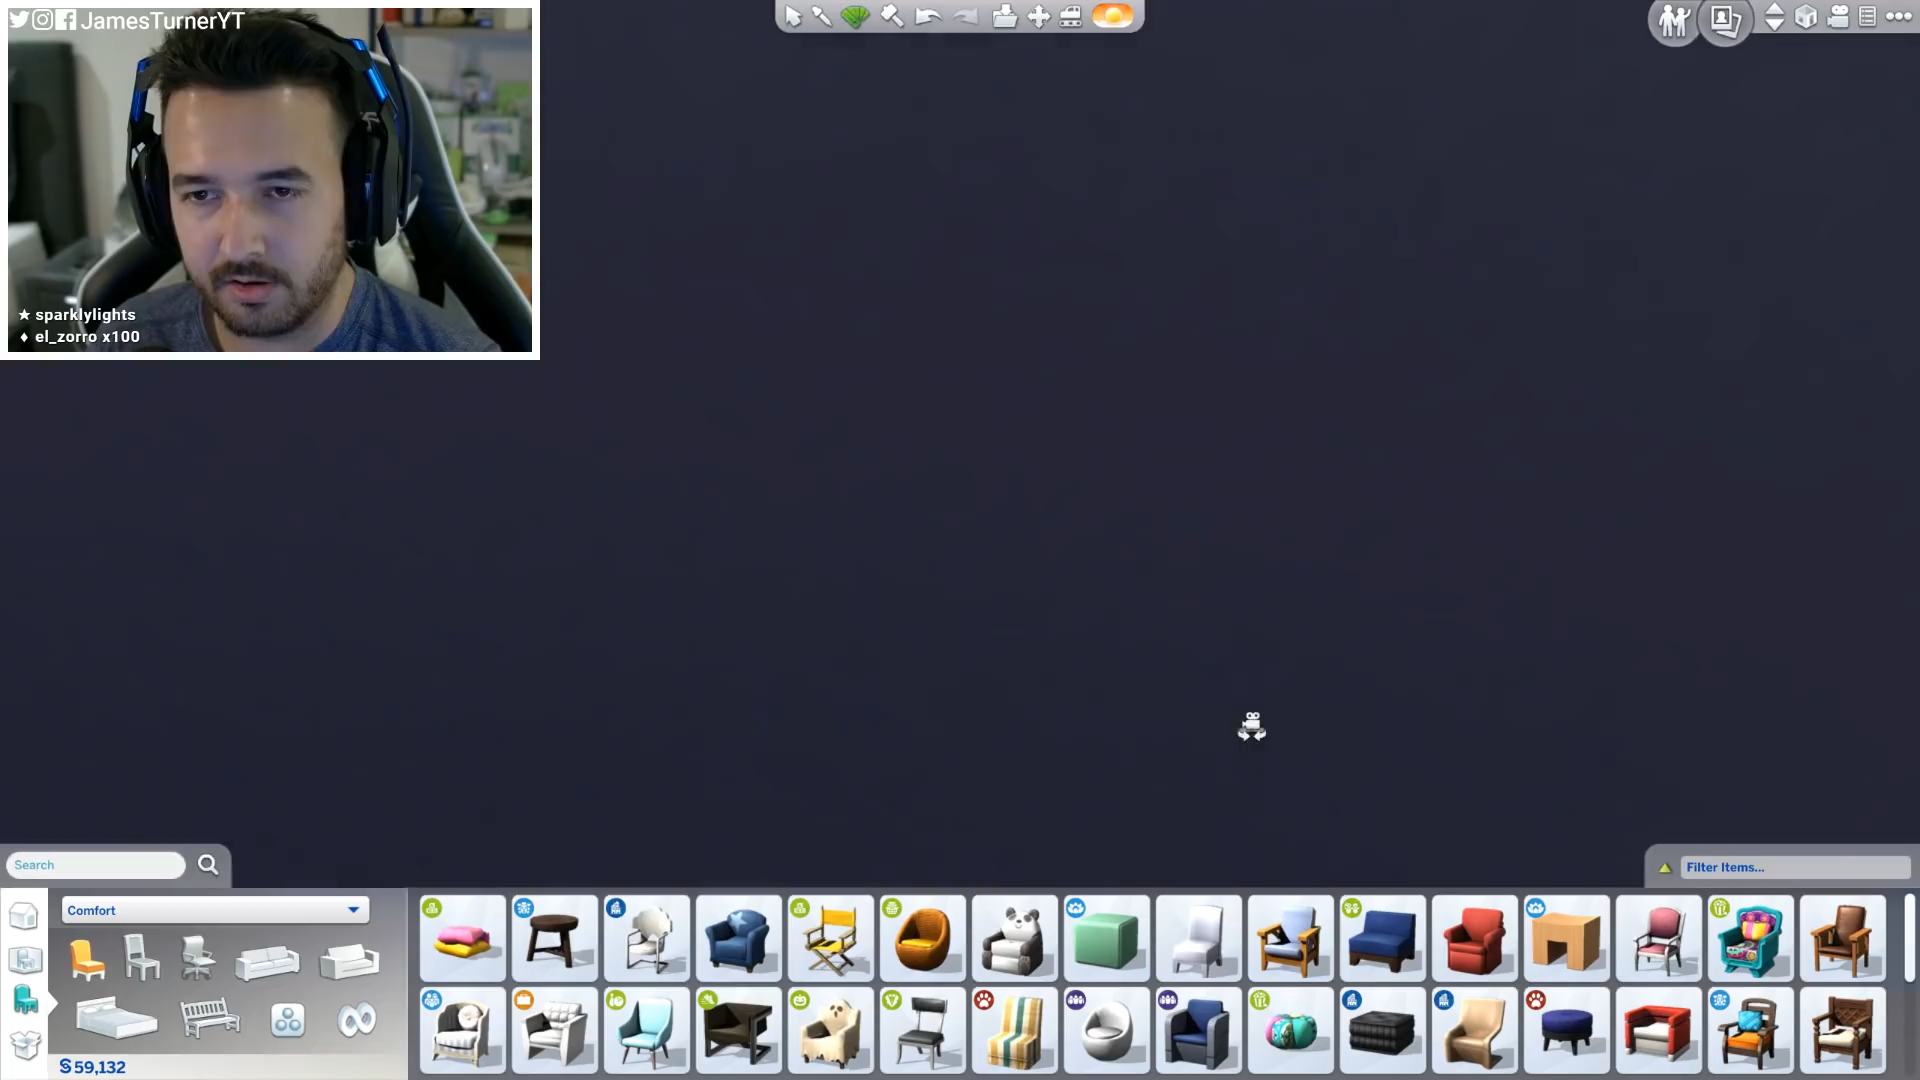 JamesTurnerYT
★ sparklylights
♦ el_zorro x100
Search
Filter Items...
Comfort
§59,132